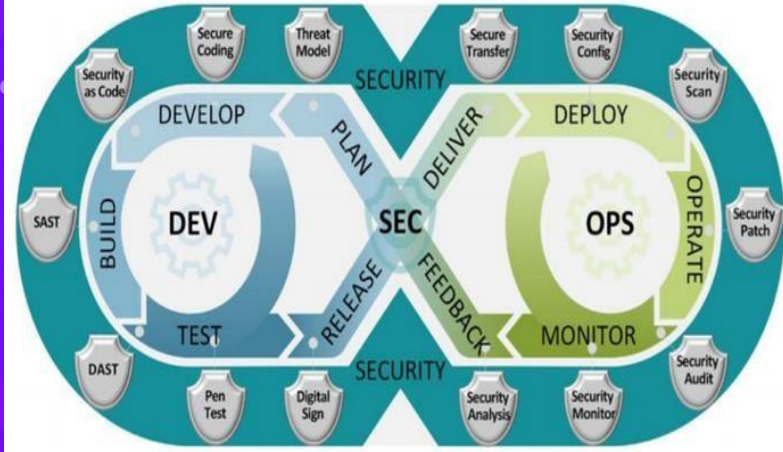 Secure
Coding
Threat
Model
Secure
Transfer
Security
Config
Security
as Code
SECURITY
Security
Scan
DEVELOP
PLAN
DELIVER
DEPLOY
SAST
BUILD
DEV
SEC
OPS
OPERATE
Security
Patch
TEST
RELEASE
FEEDBACK
MONITOR
DAST
SECURITY
Security
Audit
Pen
Test
Digital
Sign
Security
Analysis
Security
Monitor